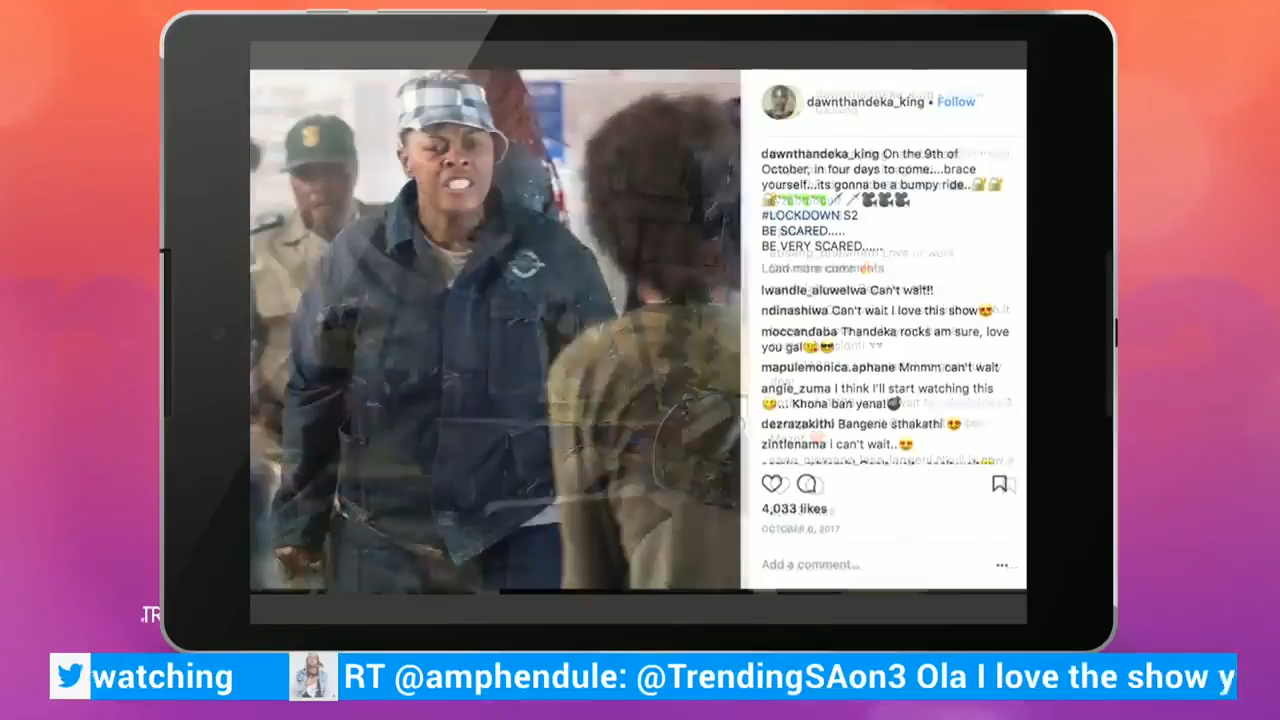 dawnthandeka_king • Follow
dawnthandeka_king On the 9th of
October, in four days to come....brace
yourself...its gonna be a bumpy ride..
#LOCKDOWN S2
BE SCARED.....
BE VERY SCARED......
Load more comments
lwandle_aluwelwa Can't wait!!
ndinashiwa Can't wait I love this show
moccandaba Thandeka rocks am sure, love
you gal
mapulemonica.aphane Mmmm can't wait
angie_zuma I think I'll start watching this
... Khona ban yena!
dezrazakithi Bangene sthakathi
zintlenama i can't wait..
4,033 likes
OCTOBER 6, 2017
Add a comment...
.TR
watching
RT @amphendule: @TrendingSAon3 Ola I love the show y